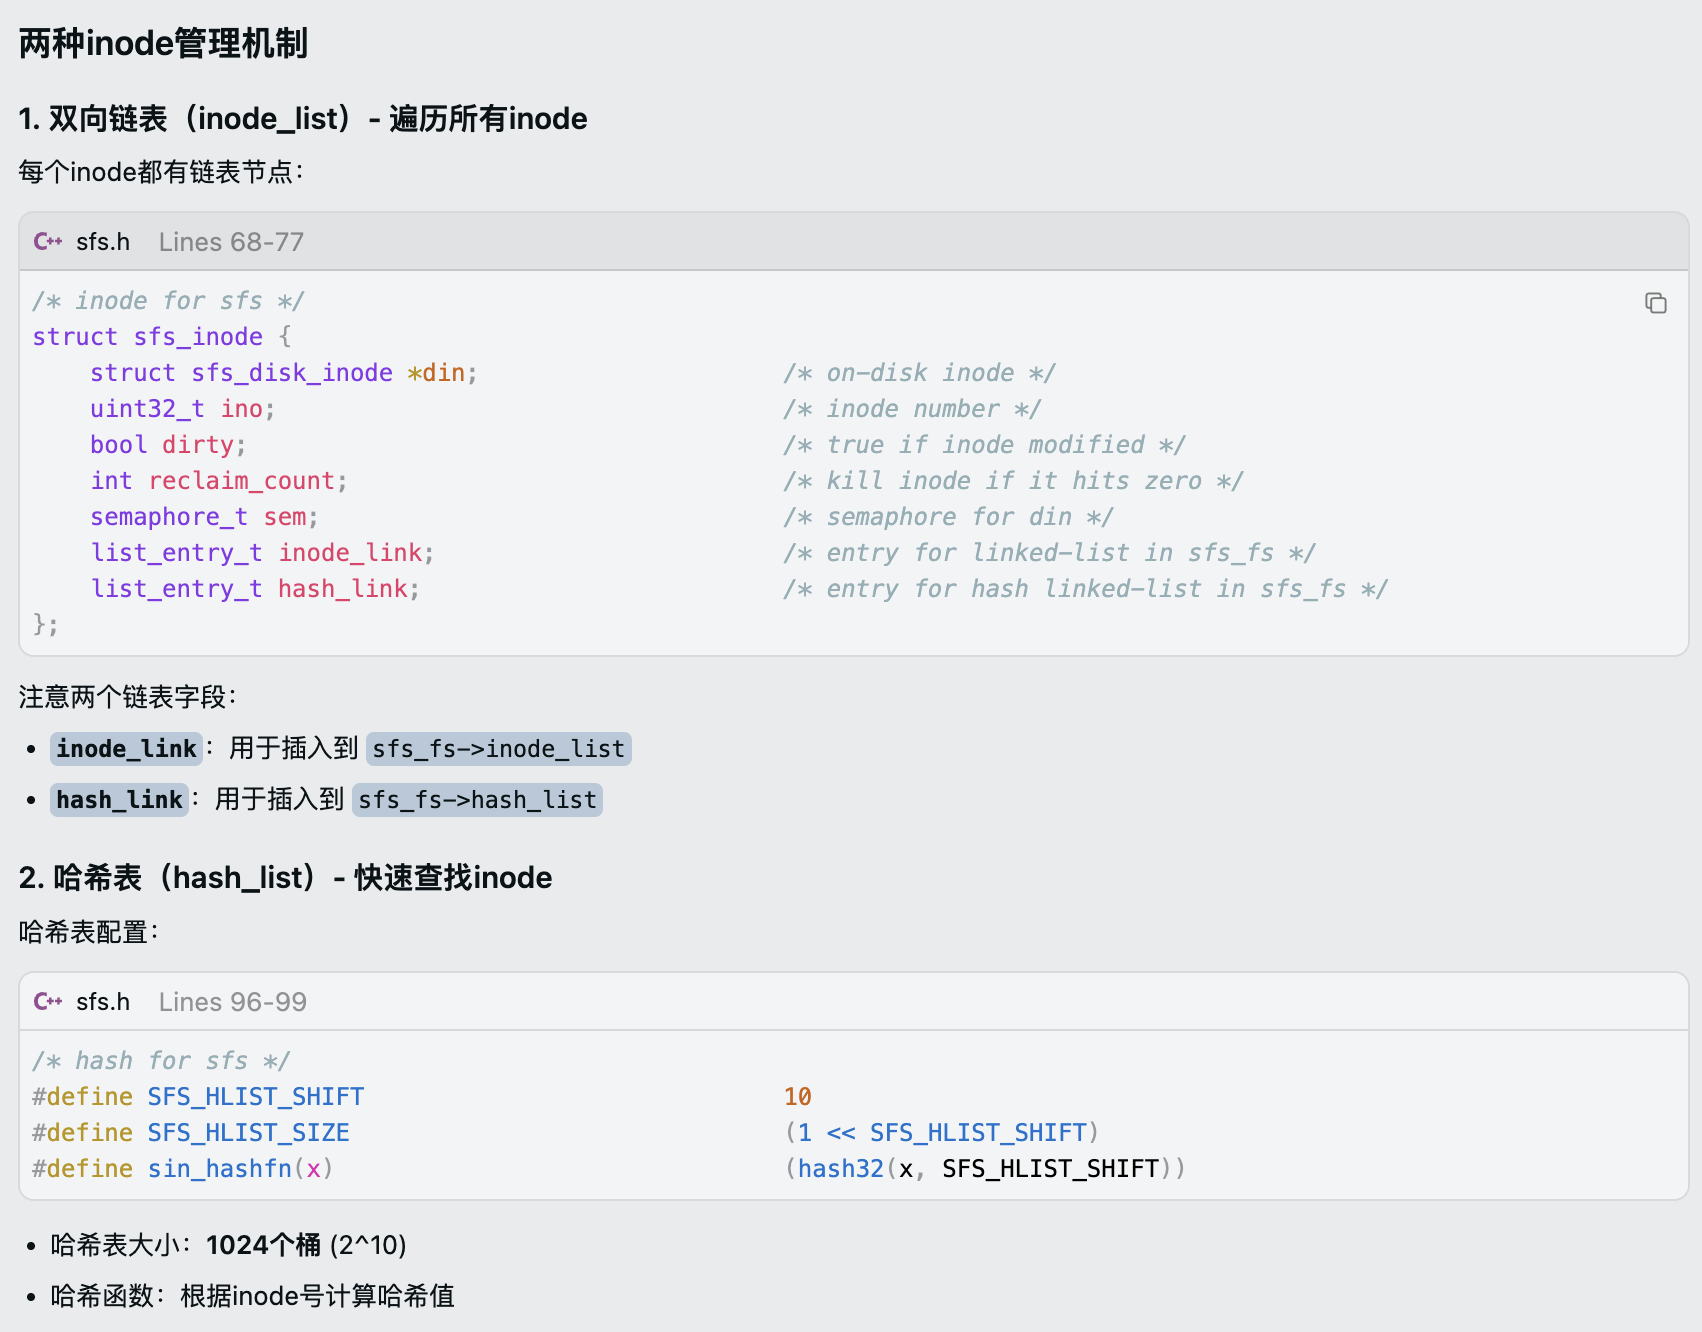 两种inode管理机制
1. 双向链表（inode_list）- 遍历所有inode
每个inode都有链表节点：
C++ sfs.h Lines 68-77
/* inode for sfs */
struct sfs_inode {
    struct sfs_disk_inode *din;                     /* on-disk inode */
    uint32_t ino;                                   /* inode number */
    bool dirty;                                     /* true if inode modified */
    int reclaim_count;                              /* kill inode if it hits zero */
    semaphore_t sem;                                /* semaphore for din */
    list_entry_t inode_link;                        /* entry for linked-list in sfs_fs */
    list_entry_t hash_link;                         /* entry for hash linked-list in sfs_fs */
};
注意两个链表字段：
• inode_link：用于插入到 sfs_fs->inode_list
• hash_link：用于插入到 sfs_fs->hash_list
2. 哈希表（hash_list）- 快速查找inode
哈希表配置：
C++ sfs.h Lines 96-99
/* hash for sfs */
#define SFS_HLIST_SHIFT                             10
#define SFS_HLIST_SIZE                              (1 << SFS_HLIST_SHIFT)
#define sin_hashfn(x)                               (hash32(x, SFS_HLIST_SHIFT))
• 哈希表大小：1024个桶 (2^10)
• 哈希函数：根据inode号计算哈希值